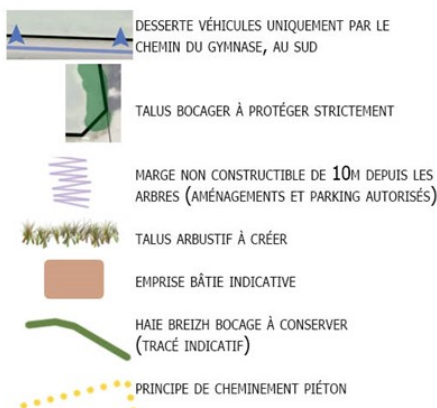 DESSERTE VÉHICULES UNIQUEMENT PAR LE
CHEMIN DU GYMNASE, AU SUD
TALUS BOCAGER À PROTÉGER STRICTEMENT
MARGE NON CONSTRUCTIBLE DE 10M DEPUIS LES
ARBRES (AMÉNAGEMENTS ET PARKING AUTORISÉS)
TALUS ARBUSTIF À CRÉER
EMPRISE BÂTIE INDICATIVE
HAIE BREIZH BOCAGE À CONSERVER
(TRACÉ INDICATIF)
PRINCIPE DE CHEMINEMENT PIÉTON